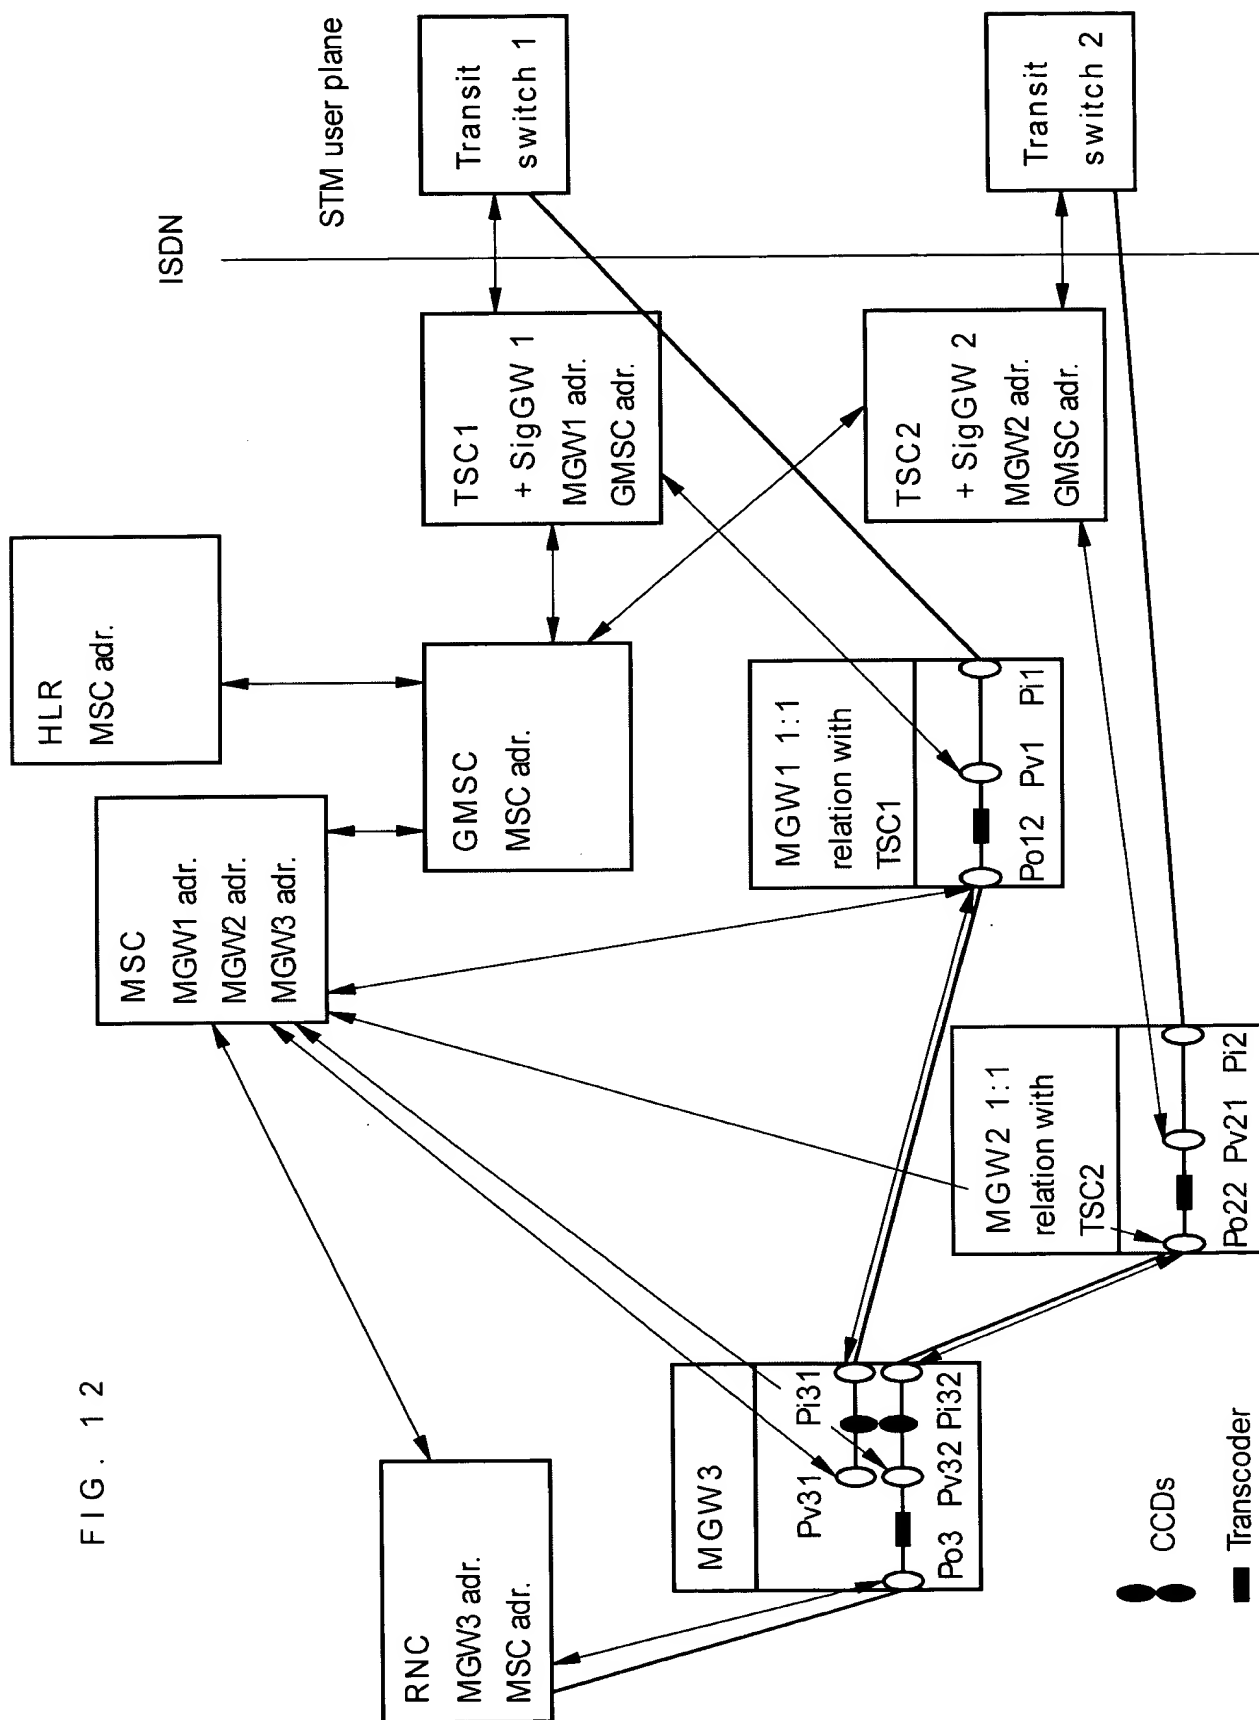 FIG. 12
ISDN
STM user plane
HLR
MSC adr.
MSC
MGW1 adr.
MGW2 adr.
MGW3 adr.
GMSC
MSC adr.
TSC1
+ SigGW 1
MGW1 adr.
GMSC adr.
Transit
switch 1
RNC
MGW3 adr.
MSC adr.
MGW3
Pv31 Pi31
Po3 Pv32 Pi32
MGW1 1:1
relation with
TSC1
Po12 Pv1 Pi1
TSC2
+ SigGW 2
MGW2 adr.
GMSC adr.
Transit
switch 2
MGW2 1:1
relation with
TSC2
Po22 Pv21 Pi2
CCDs
Transcoder